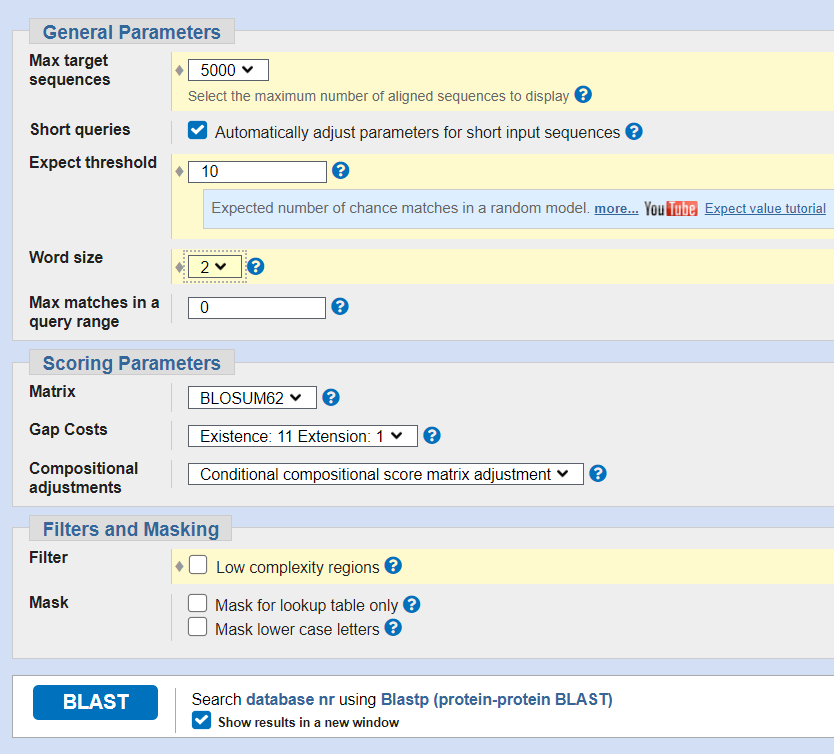 General Parameters
Max target
sequences
5000
Select the maximum number of aligned sequences to display ?
Short queries
Automatically adjust parameters for short input sequences ?
Expect threshold
10 ?
Expected number of chance matches in a random model. more... YouTube Expect value tutorial
Word size
2 ?
Max matches in a
query range
0 ?
Scoring Parameters
Matrix
BLOSUM62 ?
Gap Costs
Existence: 11 Extension: 1 ?
Compositional
adjustments
Conditional compositional score matrix adjustment ?
Filters and Masking
Filter
Low complexity regions ?
Mask
Mask for lookup table only ?
Mask lower case letters ?
BLAST
Search database nr using Blastp (protein-protein BLAST)
Show results in a new window